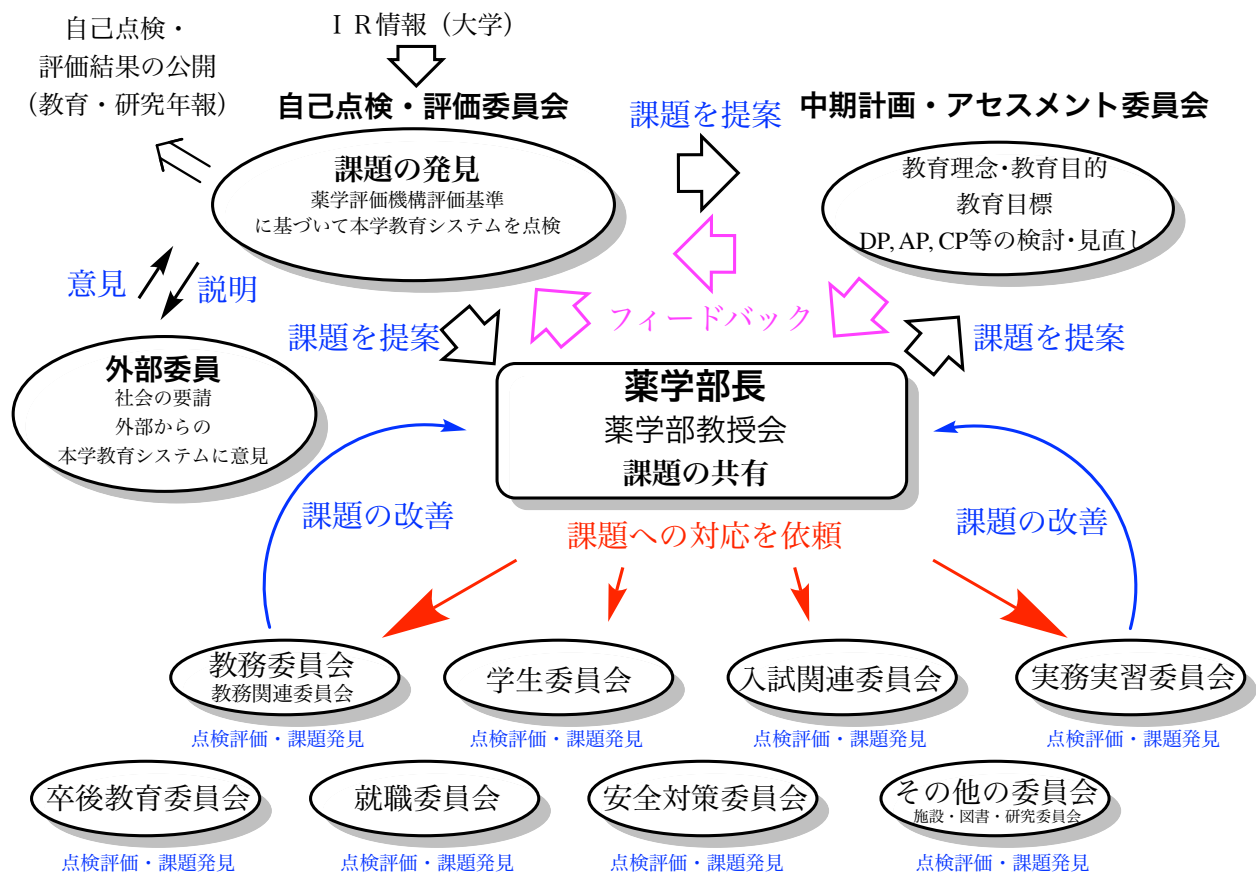 自己点検・
評価結果の公開
(教育・研究年報)
ＩＲ情報（大学）
自己点検・評価委員会
課題の発見
薬学評価機構評価基準
に基づいて本学教育システムを点検
課題を提案
中期計画・アセスメント委員会
教育理念・教育目的
教育目標
DP, AP, CP等の検討・見直し
意見
説明
課題を提案
フィードバック
課題を提案
外部委員
社会の要請
外部からの
本学教育システムに意見
薬学部長
薬学部教授会
課題の共有
課題の改善
課題への対応を依頼
課題の改善
教務委員会
教務関連委員会
点検評価・課題発見
学生委員会
点検評価・課題発見
入試関連委員会
点検評価・課題発見
実務実習委員会
点検評価・課題発見
卒後教育委員会
点検評価・課題発見
就職委員会
点検評価・課題発見
安全対策委員会
点検評価・課題発見
その他の委員会
施設・図書・研究委員会
点検評価・課題発見